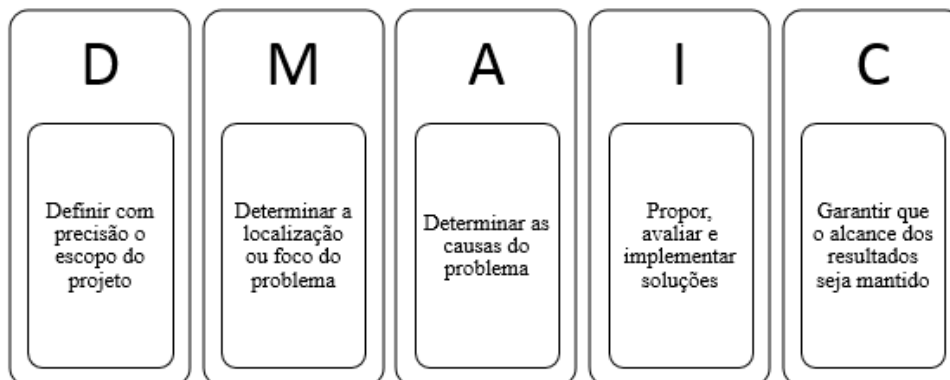 D
M
A
I
C
Definir com
precisão o
escopo do
projeto
Determinar a
localização
ou foco do
problema
Determinar as
causas do
problema
Propor,
avaliar e
implementar
soluções
Garantir que
o alcance dos
resultados
seja mantido